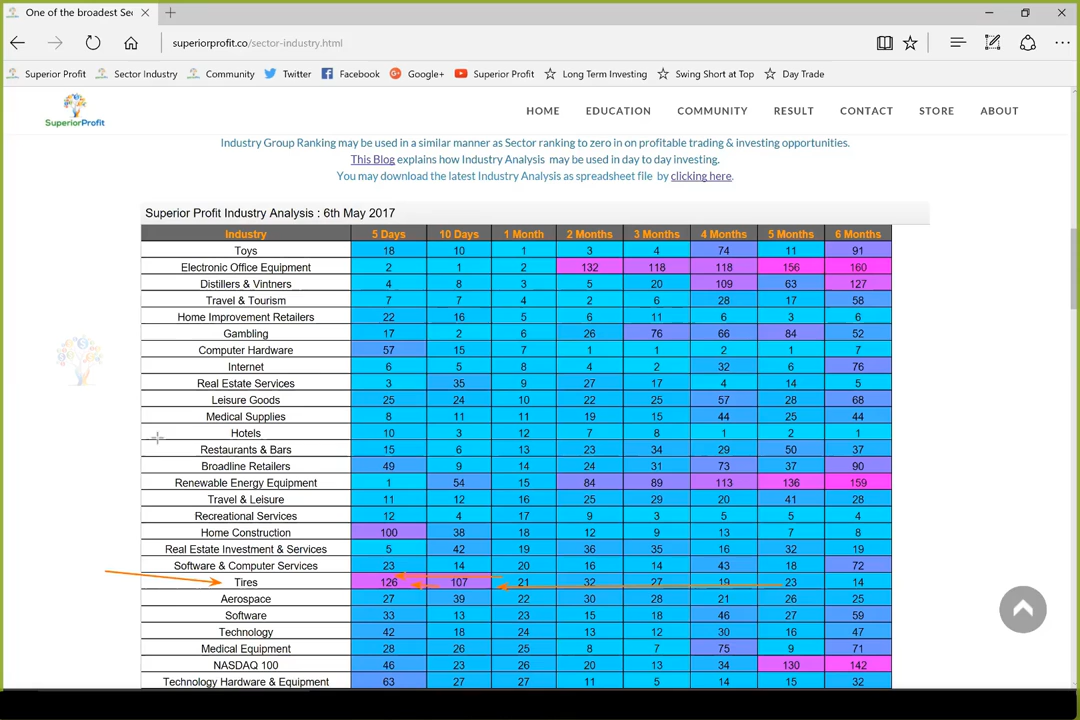 One of the broadest Sec
superiorprofit.co/sector-industry.html
Superior Profit Sector Industry Community Twitter Facebook Google+ Superior Profit Long Term Investing Swing Short at Top Day Trade
SuperiorProfit
HOME EDUCATION COMMUNITY RESULT CONTACT STORE ABOUT
Industry Group Ranking may be used in a similar manner as Sector ranking to zero in on profitable trading & investing opportunities.
This Blog explains how Industry Analysis may be used in day to day investing.
You may download the latest Industry Analysis as spreadsheet file by clicking here.
Superior Profit Industry Analysis : 6th May 2017
Industry 5 Days 10 Days 1 Month 2 Months 3 Months 4 Months 5 Months 6 Months
Toys 18 10 1 3 4 74 11 91
Electronic Office Equipment 2 1 2 132 118 118 156 160
Distillers & Vintners 4 8 3 5 20 109 63 127
Travel & Tourism 7 7 4 2 6 28 17 58
Home Improvement Retailers 22 16 5 6 11 6 3 6
Gambling 17 2 6 26 76 66 84 52
Computer Hardware 57 15 7 1 1 2 1 7
Internet 6 5 8 4 2 32 6 76
Real Estate Services 3 35 9 27 17 4 14 5
Leisure Goods 25 24 10 22 25 57 28 68
Medical Supplies 8 11 11 19 15 44 25 44
Hotels 10 3 12 7 8 1 2 1
Restaurants & Bars 15 6 13 23 34 29 50 37
Broadline Retailers 49 9 14 24 31 73 37 90
Renewable Energy Equipment 1 54 15 84 89 113 136 159
Travel & Leisure 11 12 16 25 29 20 41 28
Recreational Services 12 4 17 9 3 5 5 4
Home Construction 100 38 18 12 9 13 7 8
Real Estate Investment & Services 5 42 19 36 35 16 32 19
Software & Computer Services 23 14 20 16 14 43 18 72
Tires 126 107 21 32 27 19 23 14
Aerospace 27 39 22 30 28 21 26 25
Software 33 13 23 15 18 46 27 59
Technology 42 18 24 13 12 30 16 47
Medical Equipment 28 26 25 8 7 75 9 71
NASDAQ 100 46 23 26 20 13 34 130 142
Technology Hardware & Equipment 63 27 27 11 5 14 15 32